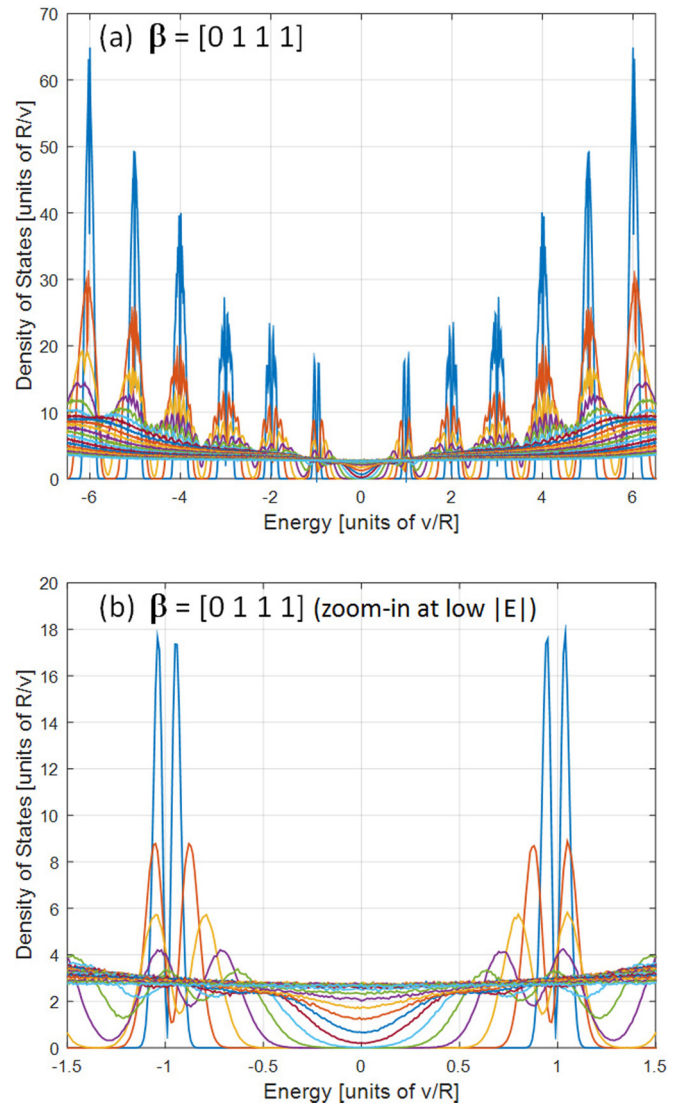 (a) β = [0 1 1 1]
70
60
50
40
30
20
10
0
Density of States [units of R/v]
-6 -4 -2 0 2 4 6
Energy [units of v/R]
(b) β = [0 1 1 1] (zoom-in at low |E|)
20
18
16
14
12
10
8
6
4
2
0
Density of States [units of R/v]
-1.5 -1 -0.5 0 0.5 1 1.5
Energy [units of v/R]